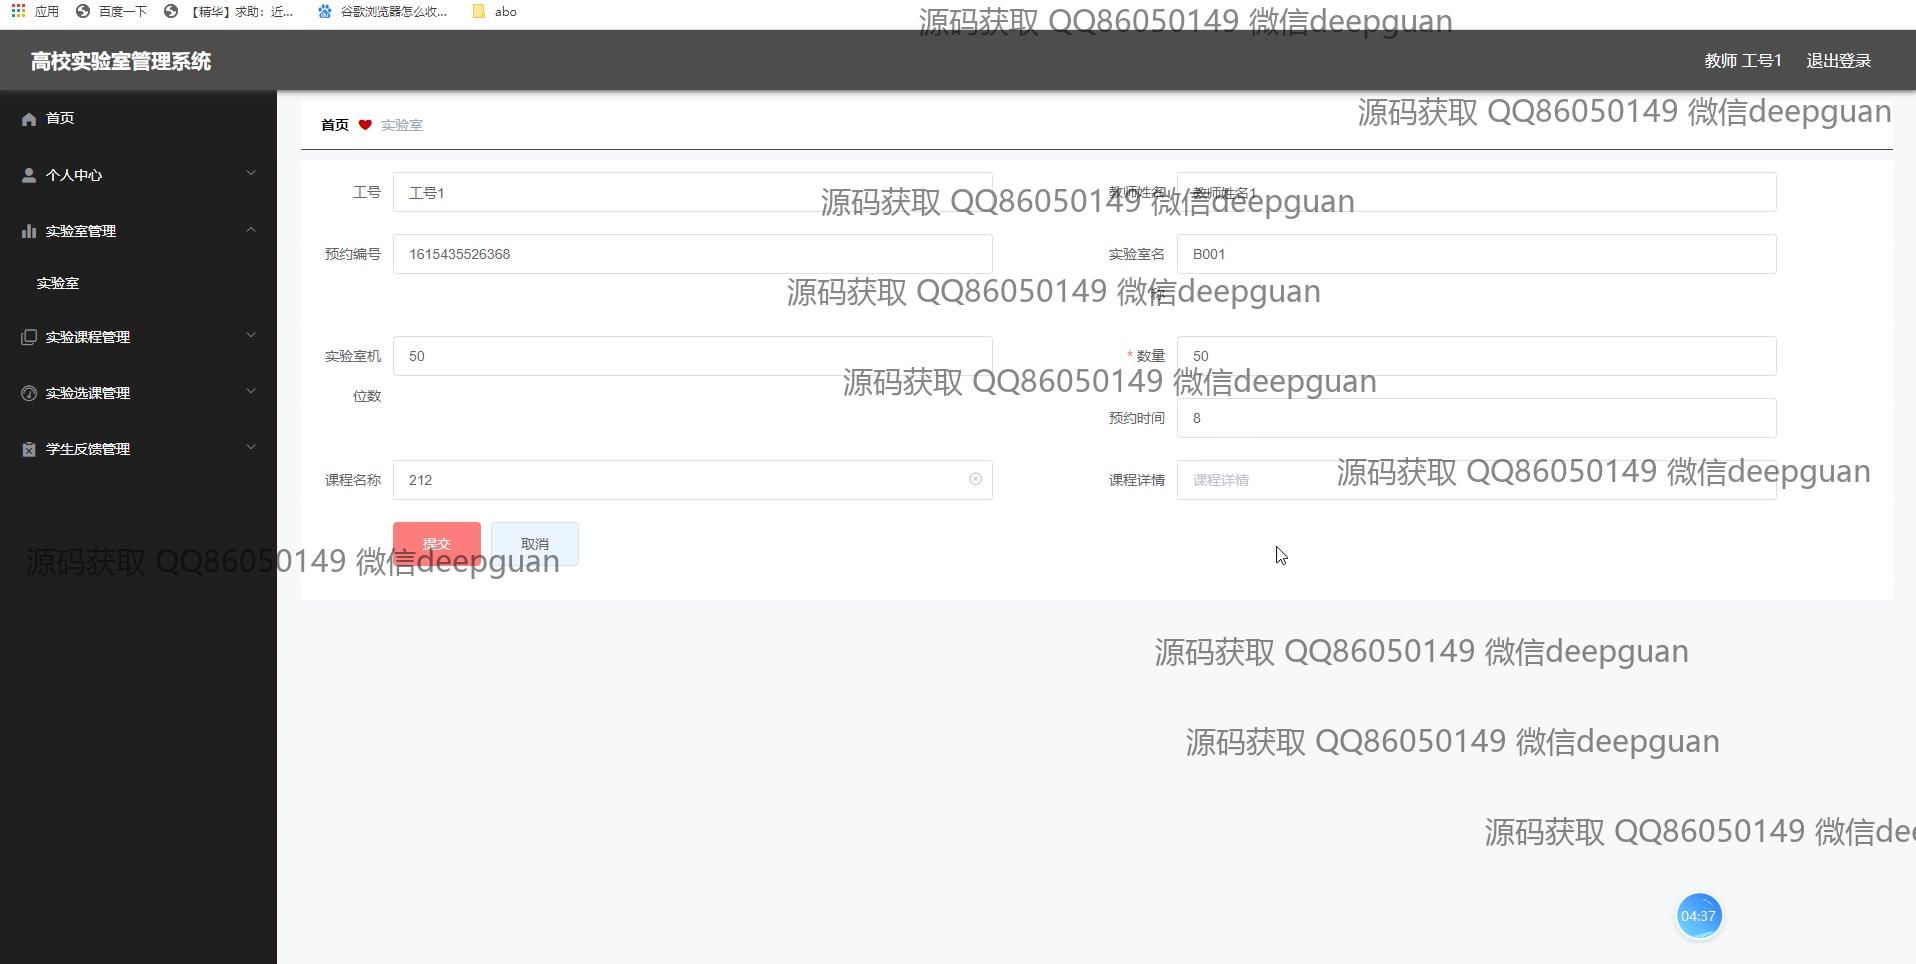 应用 百度一下 【精华】求助：近... 谷歌浏览器怎么收... abo
源码获取 QQ86050149 微信deepguan
高校实验室管理系统
教师 工号1 退出登录
首页
个人中心
实验室管理
实验室
实验课程管理
实验选课管理
学生反馈管理
首页 实验室
源码获取 QQ86050149 微信deepguan
工号 工号1
教师姓名 教师姓名1
源码获取 QQ86050149 微信deepguan
预约编号 1615435526368
实验室名称 B001
源码获取 QQ86050149 微信deepguan
实验室机位数 50
* 数量 50
源码获取 QQ86050149 微信deepguan
预约时间 8
课程名称 212
课程详情 课程详情
源码获取 QQ86050149 微信deepguan
提交 取消
源码获取 QQ86050149 微信deepguan
源码获取 QQ86050149 微信deepguan
源码获取 QQ86050149 微信deepguan
源码获取 QQ86050149 微信dee
04:37